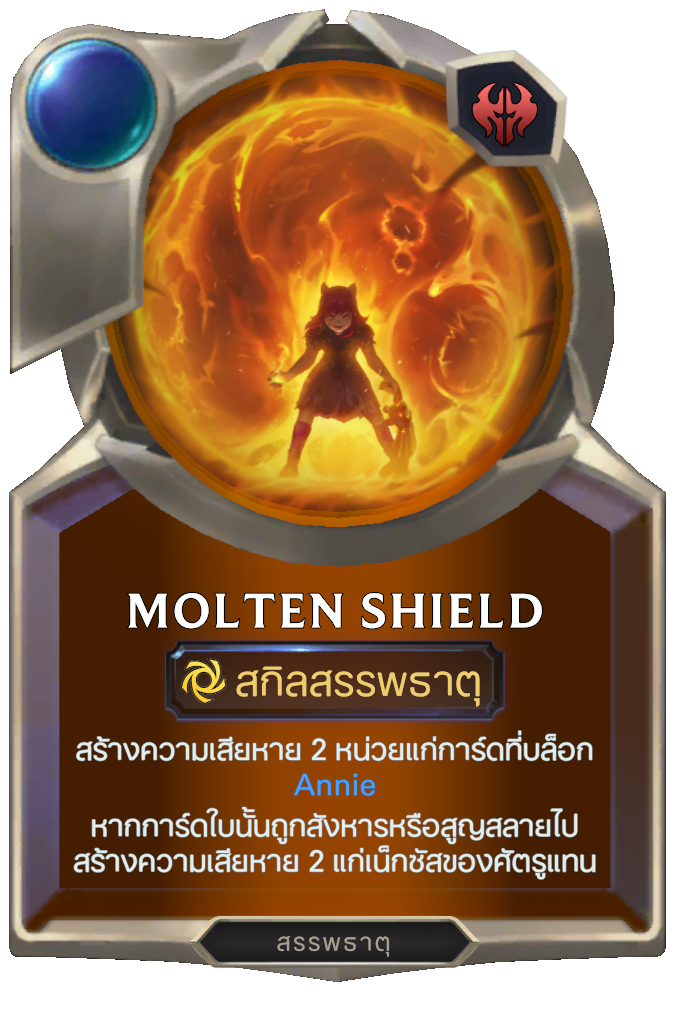 MOLTEN SHIELD
สกิลสรรพธาตุ
สร้างความเสียหาย 2 หน่วยแก่การ์ดที่บล็อก
Annie
หากการ์ดใบนั้นถูกสังหารหรือสูญสลายไป
สร้างความเสียหาย 2 แก่เน็กซัสของศัตรูแทน
สรรพธาตุ